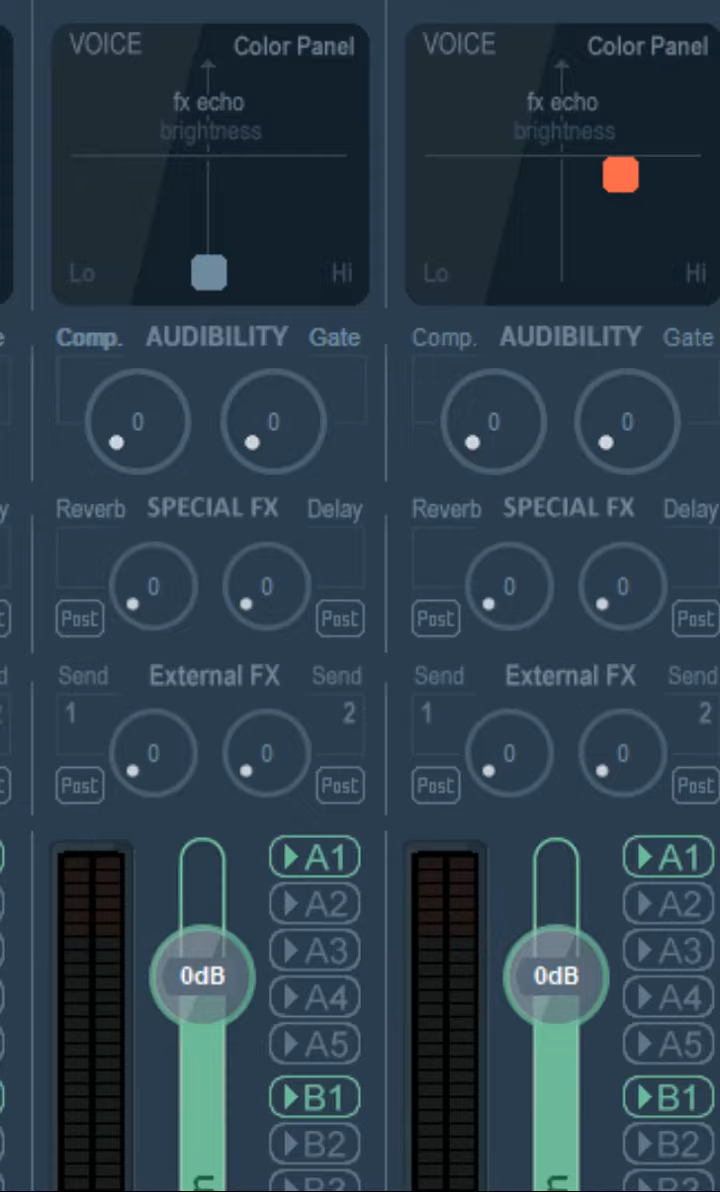 VOICE Color Panel VOICE Color Panel
fx echo fx echo
brightness brightness
Lo Hi Lo Hi
Comp. AUDIBILITY Gate Comp. AUDIBILITY Gate
0 0 0 0
Reverb SPECIAL FX Delay Reverb SPECIAL FX Delay
0 0 0 0
Post Post Post Post
Send External FX Send Send External FX Send
1 2 1 2
0 0 0 0
Post Post Post Post
A1 A1
A2 A2
A3 A3
0dB 0dB
A4 A4
A5 A5
B1 B1
B2 B2